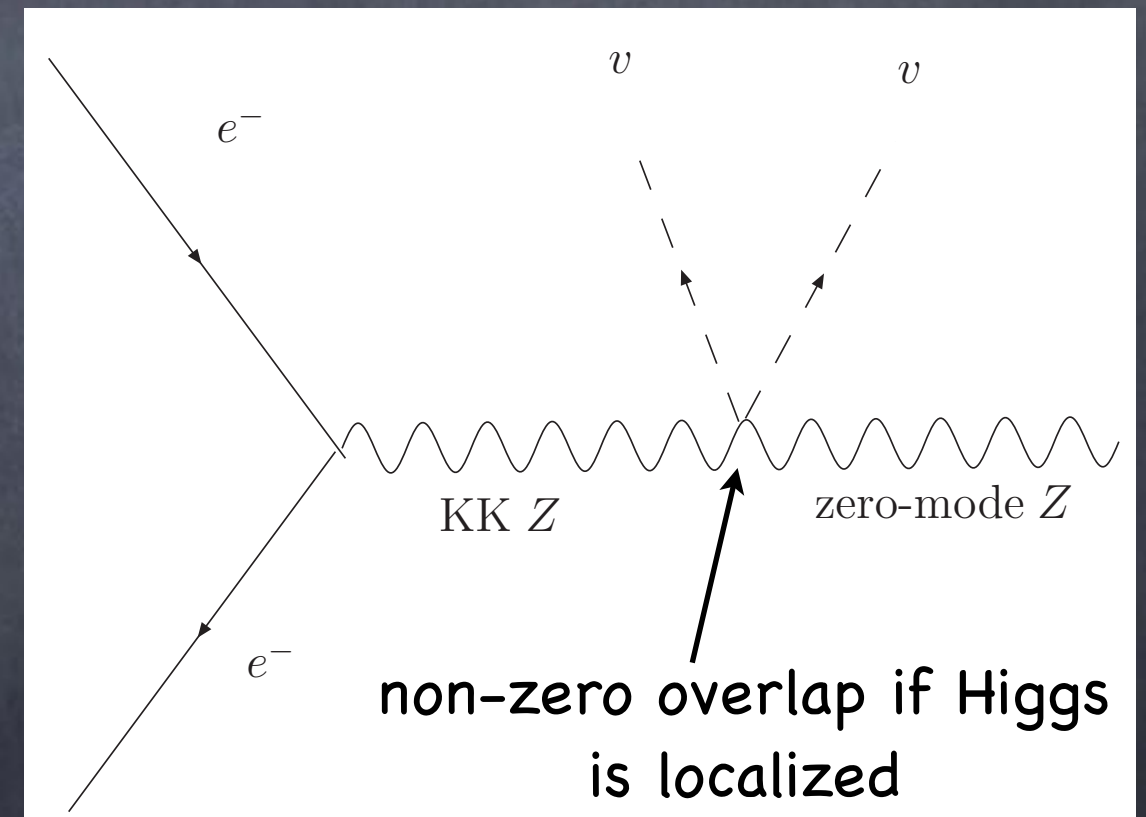 v
v
e⁻
KK Z
zero-mode Z
e⁻
non-zero overlap if Higgs
is localized